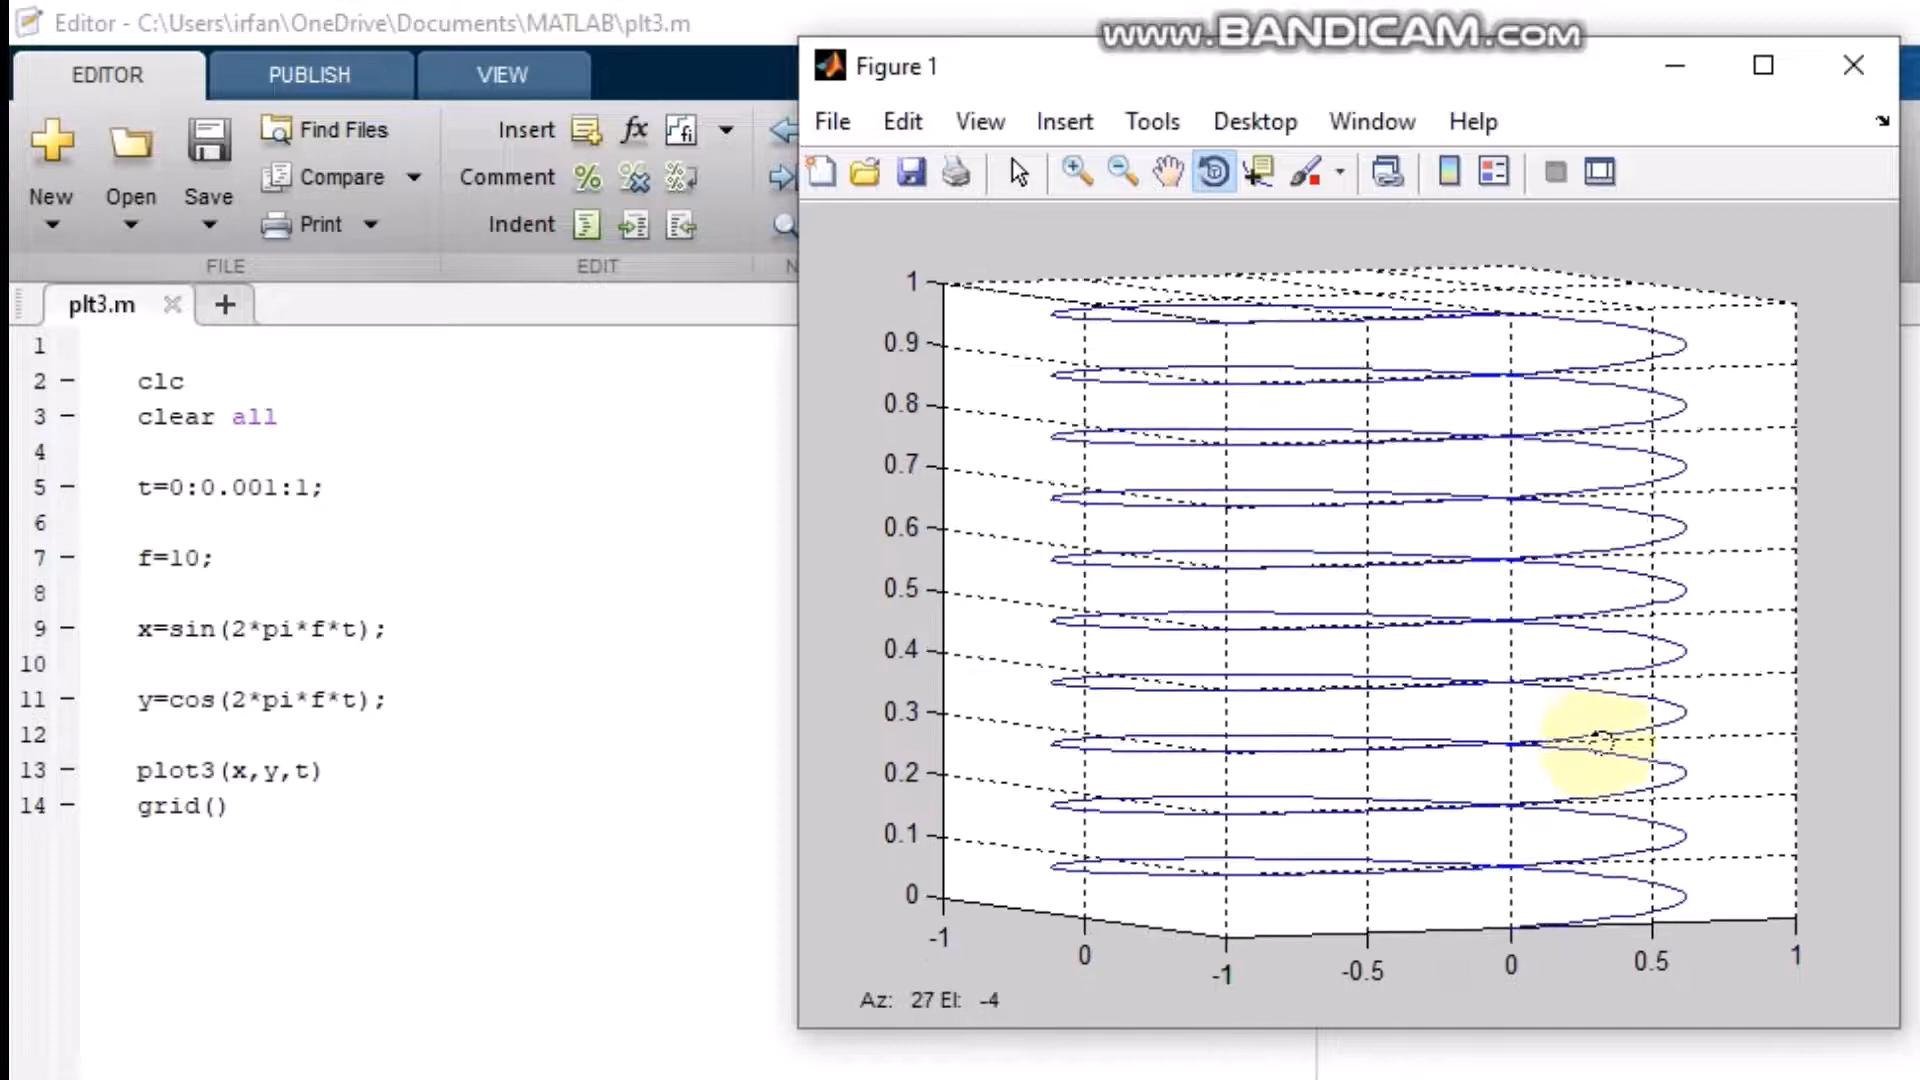 Editor - C:\Users\irfan\OneDrive\Documents\MATLAB\plt3.m
www.BANDICAM.com
EDITOR PUBLISH VIEW
New
Open
Save
Find Files
Compare
Print
FILE
Insert
Comment
Indent
EDIT
N
plt3.m
1
2 clc
3 clear all
4
5 t=0:0.001:1;
6
7 f=10;
8
9 x=sin(2*pi*f*t);
10
11 y=cos(2*pi*f*t);
12
13 plot3(x,y,t)
14 grid()
Figure 1
File Edit View Insert Tools Desktop Window Help
1
0.9
0.8
0.7
0.6
0.5
0.4
0.3
0.2
0.1
0
-1 0 -1 -0.5 0 0.5 1
Az: 27 El: -4